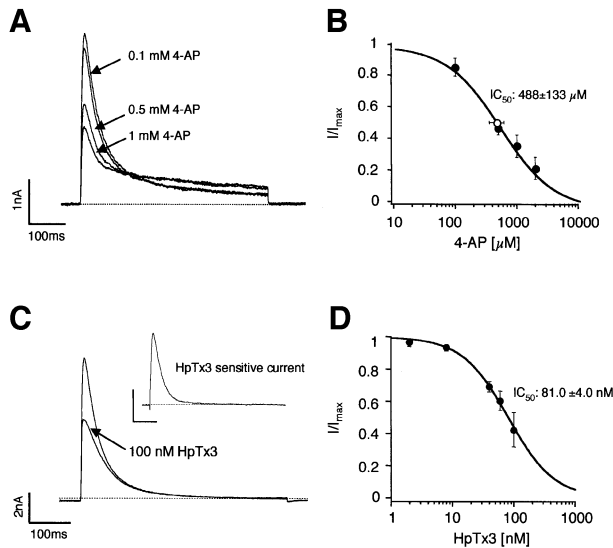 A
0.1 mM 4-AP
0.5 mM 4-AP
1 mM 4-AP
1nA
100ms
B
I/Imax
1
0.8
0.6
0.4
0.2
0
IC50: 488±133 µM
10 100 1000 10000
4-AP [µM]
C
HpTx3 sensitive current
100 nM HpTx3
2nA
100ms
D
I/Imax
1
0.8
0.6
0.4
0.2
0
IC50: 81.0 ±4.0 nM
1 10 100 1000
HpTx3 [nM]